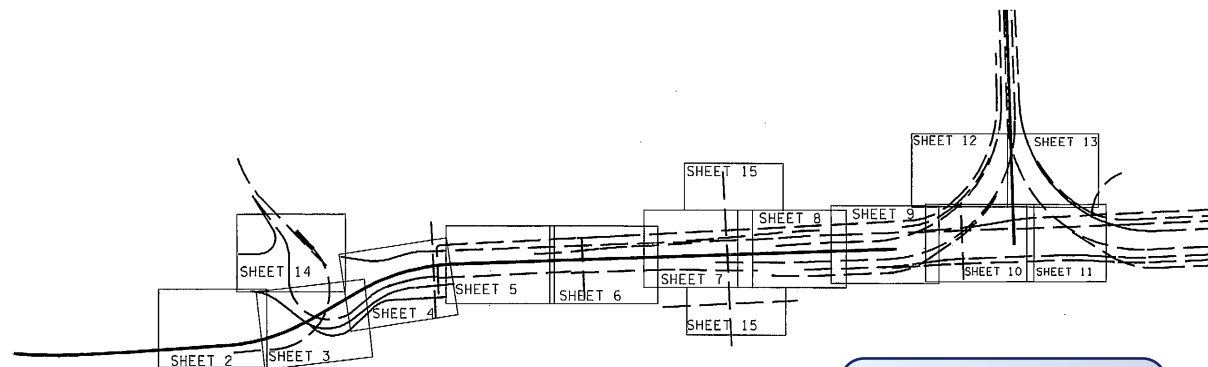 SHEET 12
SHEET 13
SHEET 15
SHEET 8
SHEET 9
SHEET 14
SHEET 5
SHEET 6
SHEET 7
SHEET 10
SHEET 11
SHEET 4
SHEET 15
SHEET 2
SHEET 3